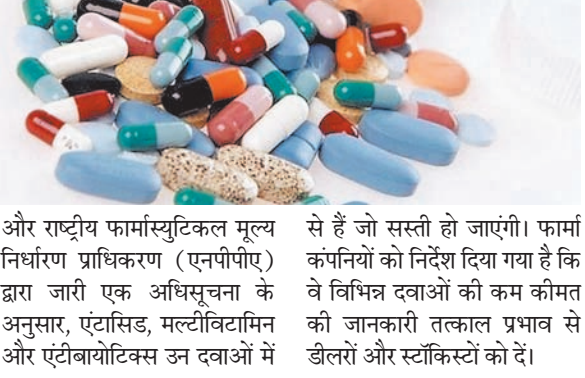 और राष्ट्रीय फार्मास्युटिकल मूल्य
निर्धारण प्राधिकरण (एनपीपीए)
द्वारा जारी एक अधिसूचना के
अनुसार, एंटासिड, मल्टीविटामिन
और एंटीबायोटिक्स उन दवाओं में
से हैं जो सस्ती हो जाएंगी। फार्मा
कंपनियों को निर्देश दिया गया है कि
वे विभिन्न दवाओं की कम कीमत
की जानकारी तत्काल प्रभाव से
डीलरों और स्टॉकिस्टों को दें।